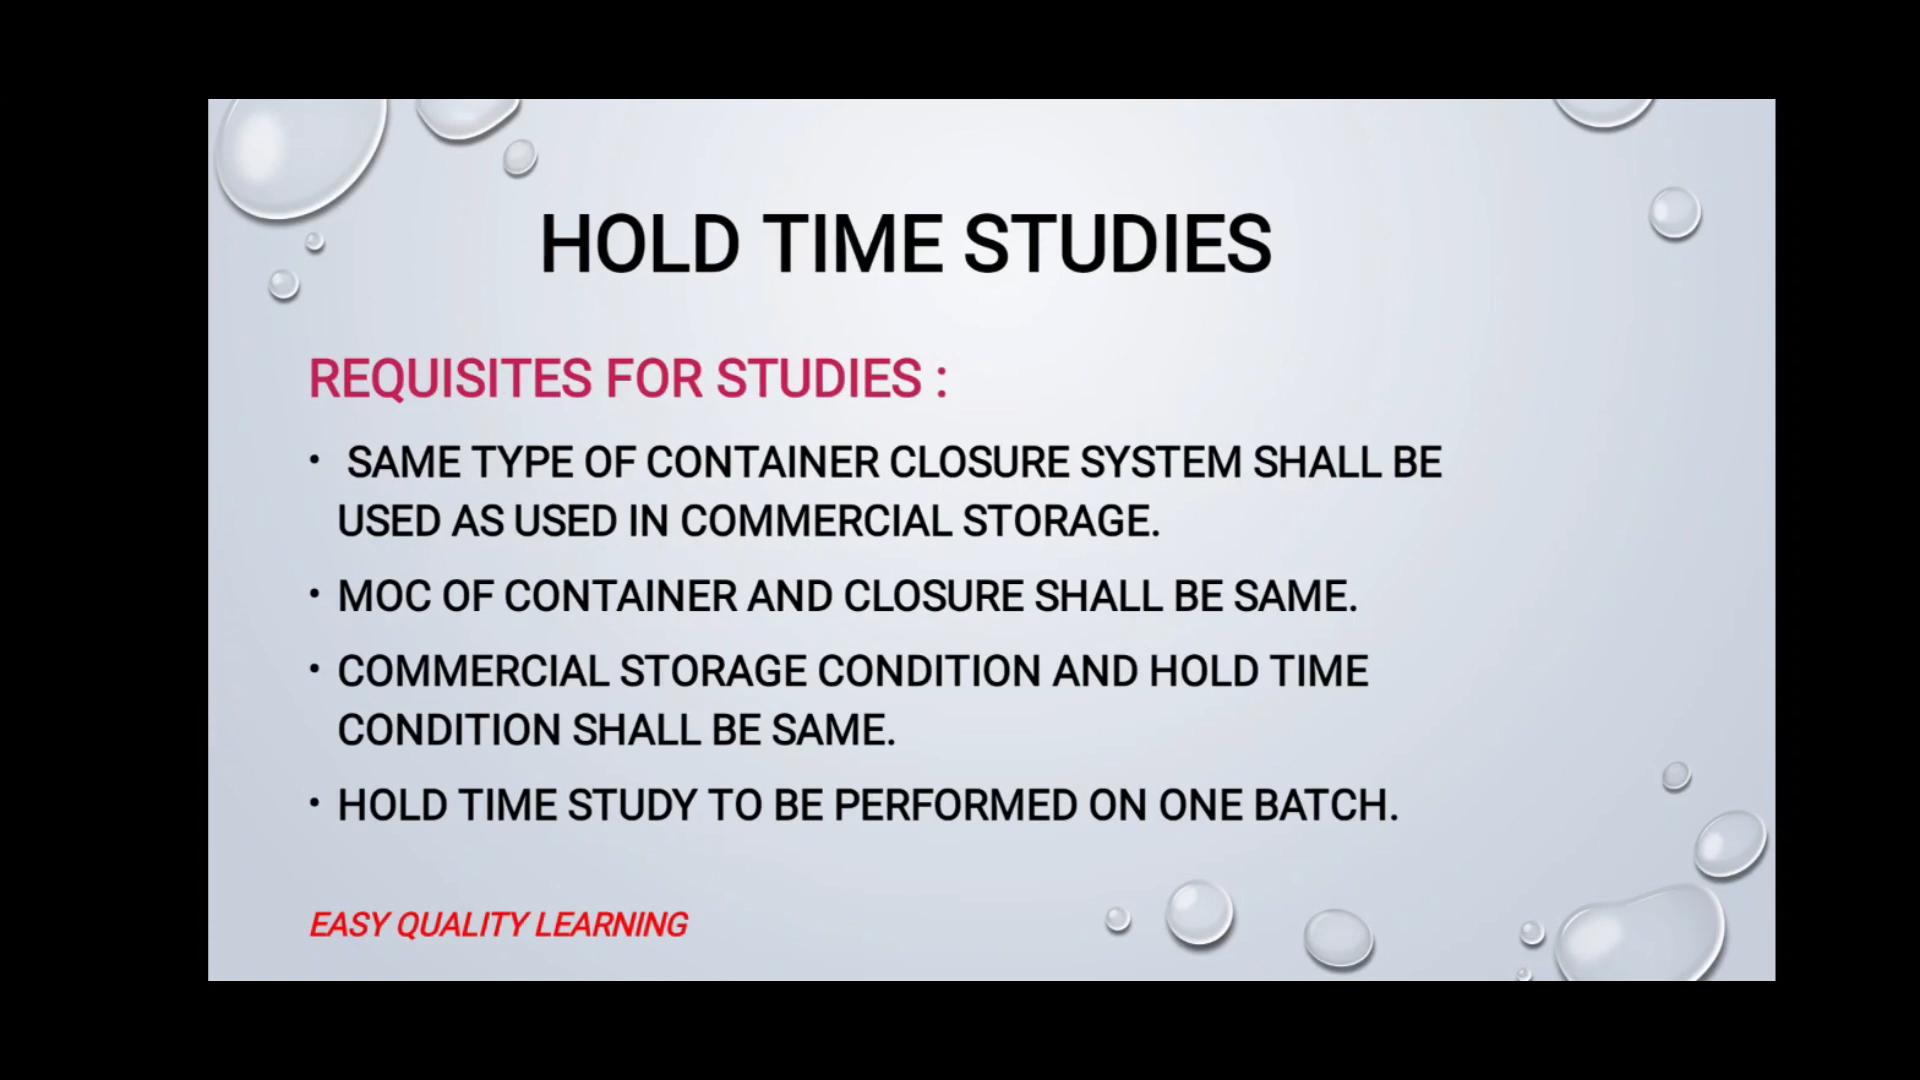 HOLD TIME STUDIES
REQUISITES FOR STUDIES :
• SAME TYPE OF CONTAINER CLOSURE SYSTEM SHALL BE
USED AS USED IN COMMERCIAL STORAGE.
• MOC OF CONTAINER AND CLOSURE SHALL BE SAME.
• COMMERCIAL STORAGE CONDITION AND HOLD TIME
CONDITION SHALL BE SAME.
• HOLD TIME STUDY TO BE PERFORMED ON ONE BATCH.
EASY QUALITY LEARNING